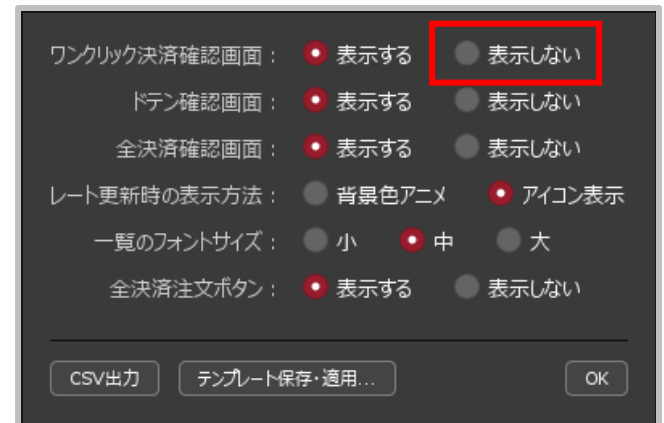 ワンクリック決済確認画面： 表示する 表示しない
ドテン確認画面： 表示する 表示しない
全決済確認画面： 表示する 表示しない
レート更新時の表示方法： 背景色アニメ アイコン表示
一覧のフォントサイズ： 小 中 大
全決済注文ボタン： 表示する 表示しない
CSV出力 テンプレート保存・適用... OK